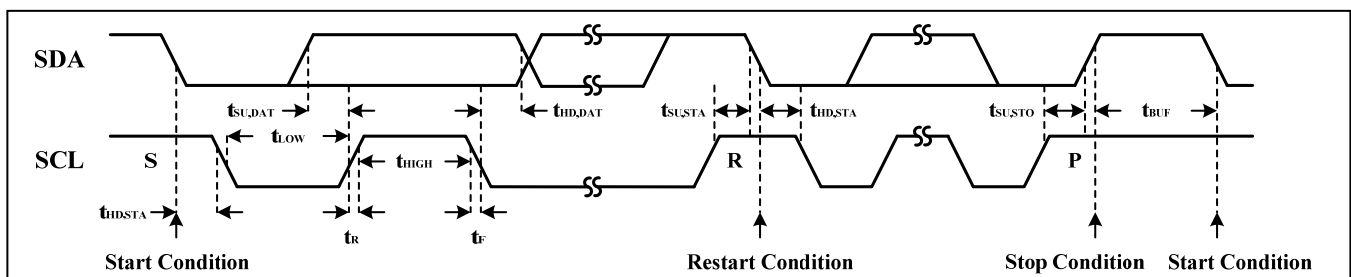 SDA
tSU,DAT
tHD,DAT
tSU,STA
tHD,STA
tSU,STO
tBUF
tLOW
SCL
S
tHIGH
R
P
tHD,STA
tR
tF
Start Condition
Restart Condition
Stop Condition
Start Condition